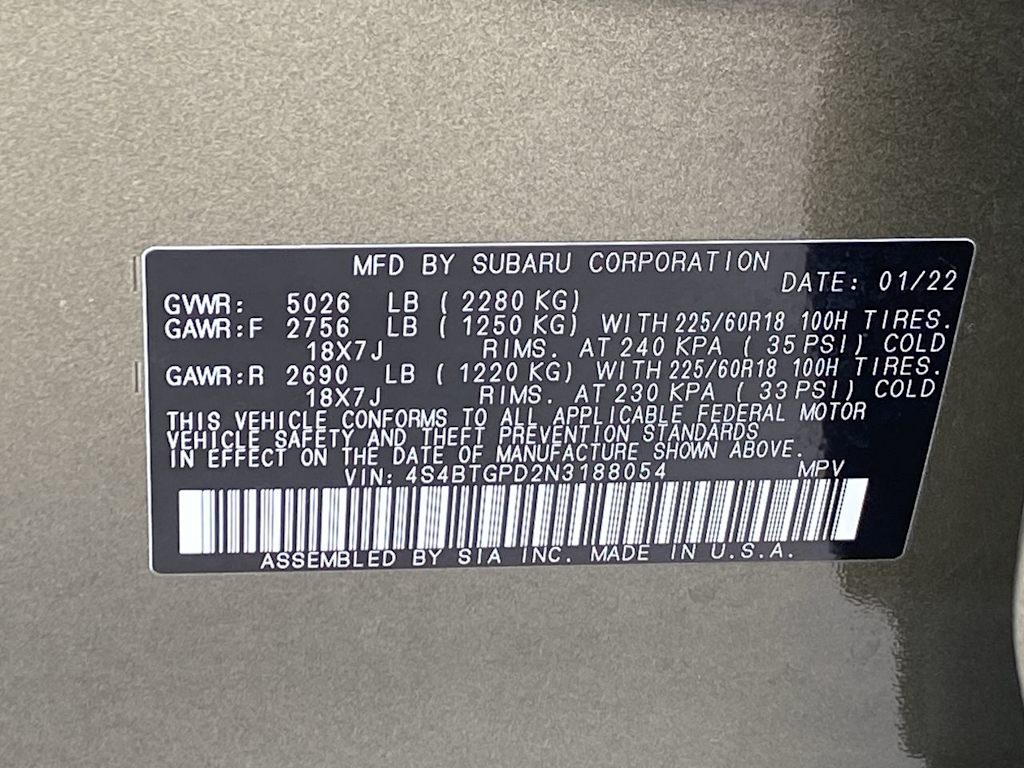 MFD BY SUBARU CORPORATION
DATE: 01/22
GVWR: 5026 LB ( 2280 KG)
GAWR:F 2756 LB ( 1250 KG) WITH 225/60R18 100H TIRES.
18X7J RIMS. AT 240 KPA ( 35 PSI) COLD
GAWR:R 2690 LB ( 1220 KG) WITH 225/60R18 100H TIRES.
18X7J RIMS. AT 230 KPA ( 33 PSI) COLD
THIS VEHICLE CONFORMS TO ALL APPLICABLE FEDERAL MOTOR
VEHICLE SAFETY AND THEFT PREVENTION STANDARDS
IN EFFECT ON THE DATE OF MANUFACTURE SHOWN ABOVE.
VIN: 4S4BTGPD2N3188054 MPV
ASSEMBLED BY SIA INC. MADE IN U.S.A.